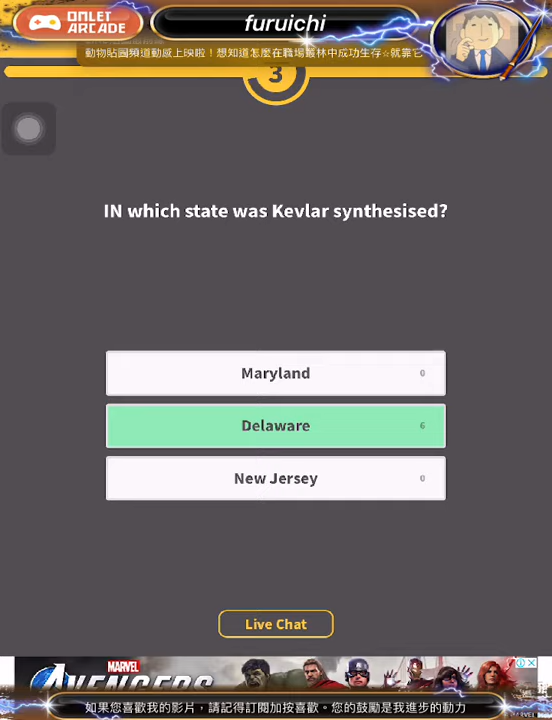 OMLET
ARCADE
furuichi
動物貼圖頻道動感上映啦！想知道怎麼在職場叢林中成功生存☆就靠它
3
IN which state was Kevlar synthesised?
Maryland 0
Delaware 6
New Jersey 0
Live Chat
MARVEL
AVENGERS
如果您喜歡我的影片，請記得訂閱加按喜歡。您的鼓勵是我進步的動力